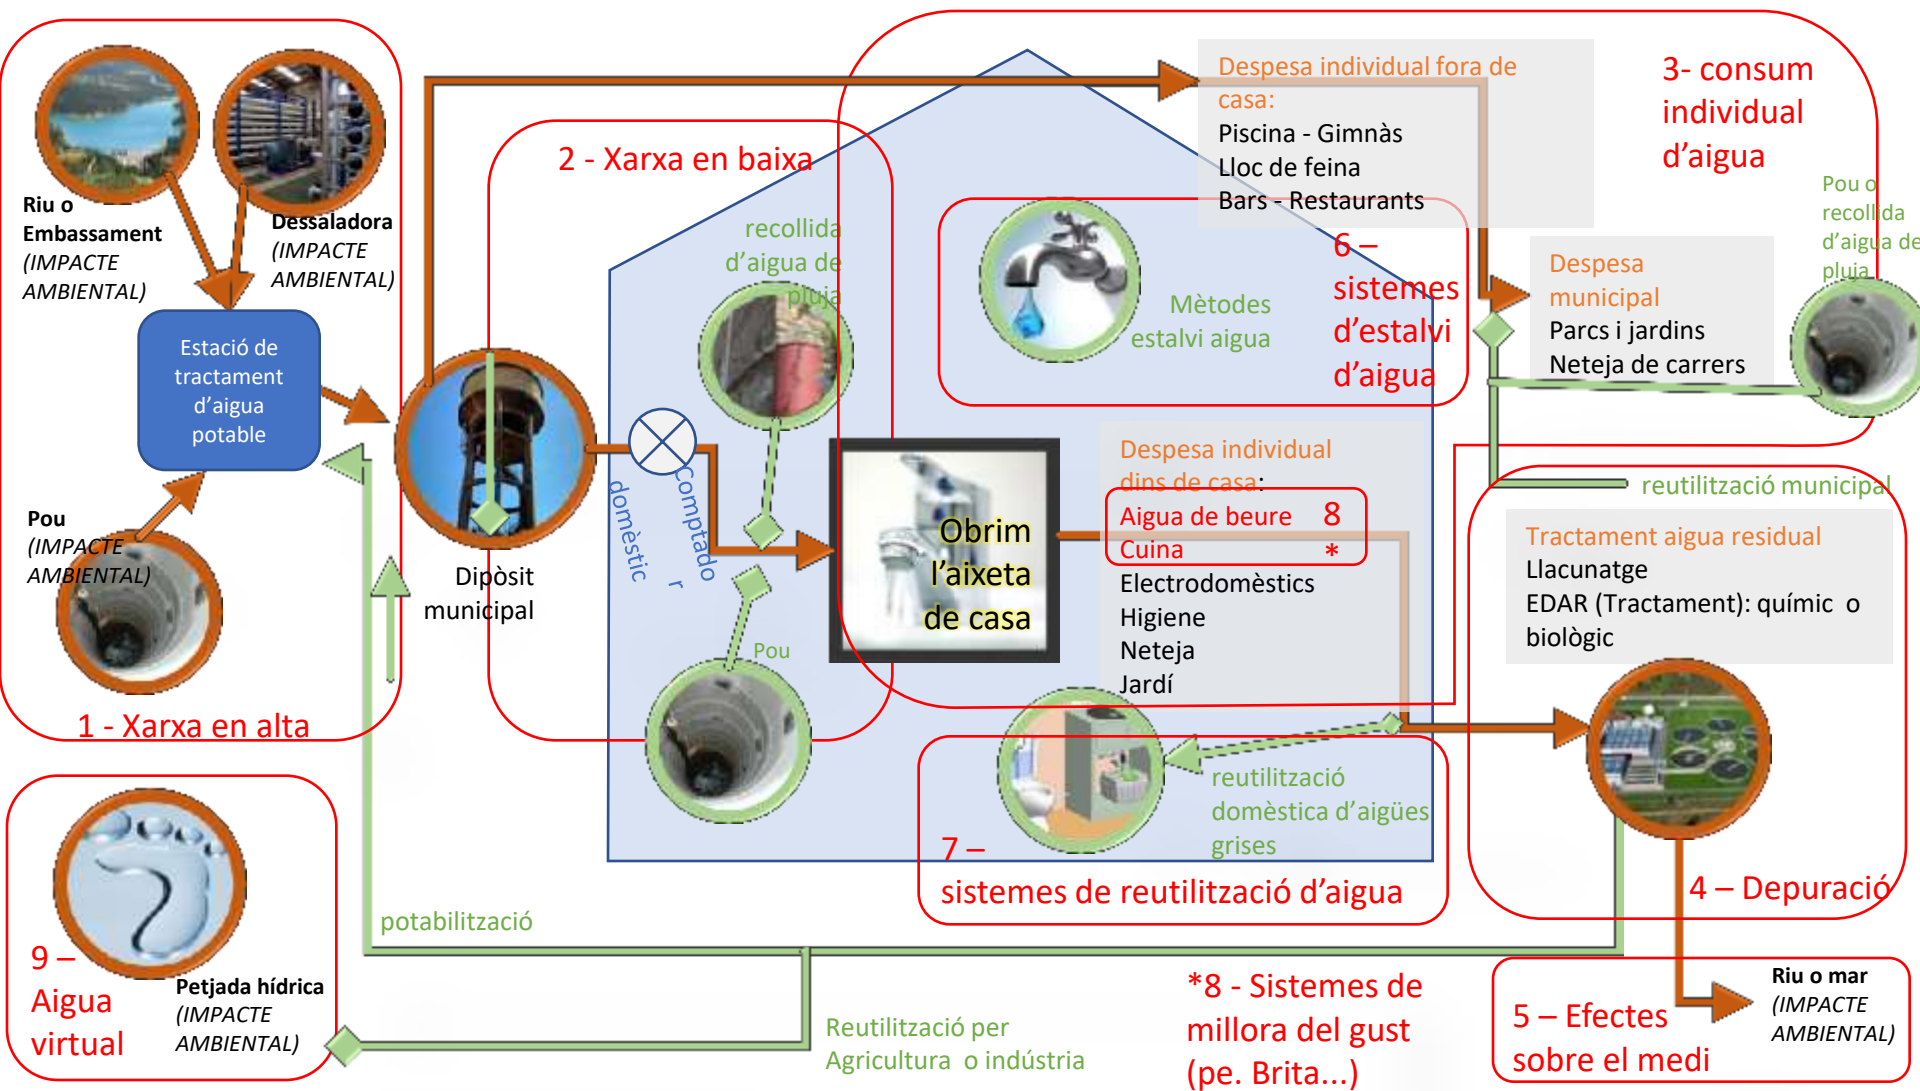 Riu o
Embassament
(IMPACTE
AMBIENTAL)
Dessaladora
(IMPACTE
AMBIENTAL)
Estació de
tractament
d’aigua
potable
Pou
(IMPACTE
AMBIENTAL)
1 - Xarxa en alta
2 - Xarxa en baixa
Dipòsit
municipal
Comptado
r
domèstic
recollida
d’aigua de
pluja
Pou
Obrim
l’aixeta
de casa
Despesa individual fora de
casa:
Piscina - Gimnàs
Lloc de feina
Bars - Restaurants
3- consum
individual
d’aigua
Mètodes
estalvi aigua
6 –
sistemes
d’estalvi
d’aigua
Despesa
municipal
Parcs i jardins
Neteja de carrers
Pou o
recollida
d’aigua de
pluja
Despesa individual
dins de casa:
Aigua de beure 8
Cuina *
Electrodomèstics
Higiene
Neteja
Jardí
reutilització municipal
Tractament aigua residual
Llacunatge
EDAR (Tractament): químic o
biològic
4 – Depuració
reutilització
domèstica d’aigües
grises
7 –
sistemes de reutilització d’aigua
potabilització
9 –
Aigua
virtual
Petjada hídrica
(IMPACTE
AMBIENTAL)
Reutilització per
Agricultura o indústria
*8 - Sistemes de
millora del gust
(pe. Brita...)
5 – Efectes
sobre el medi
Riu o mar
(IMPACTE
AMBIENTAL)